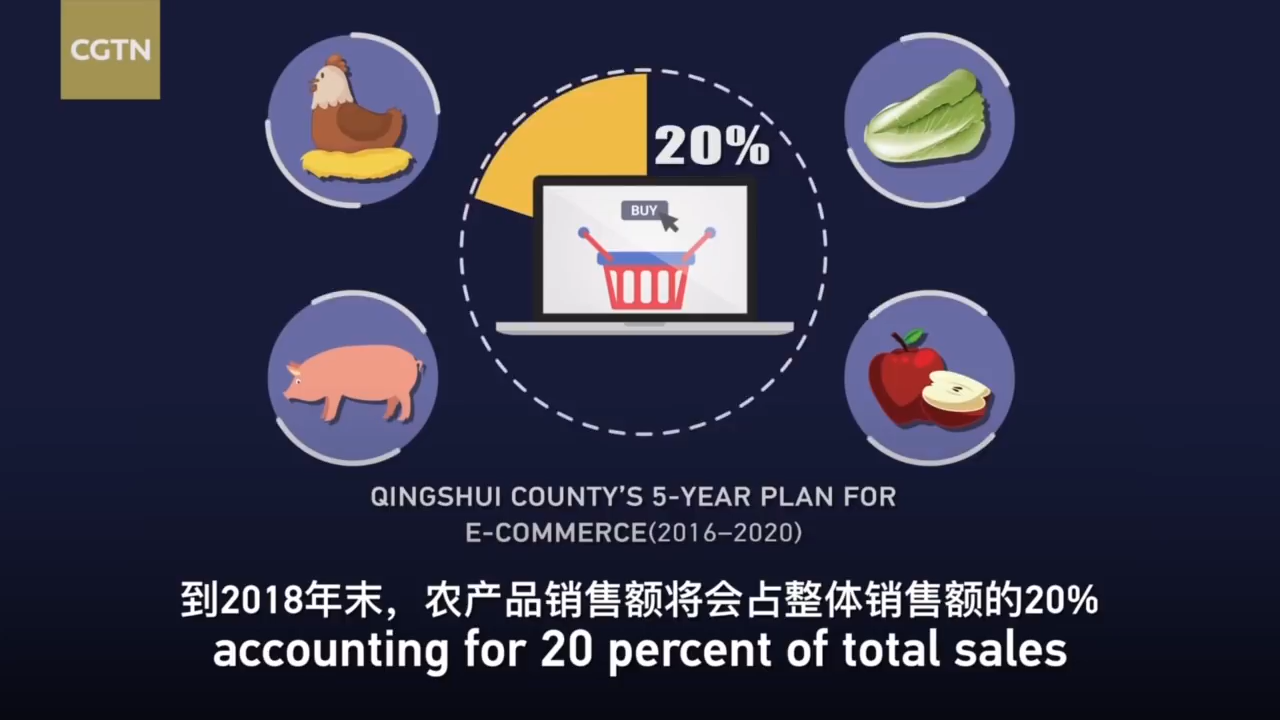 CGTN
20%
BUY
QINGSHUI COUNTY'S 5-YEAR PLAN FOR
E-COMMERCE(2016–2020)
到2018年末，农产品销售额将会占整体销售额的20%
accounting for 20 percent of total sales